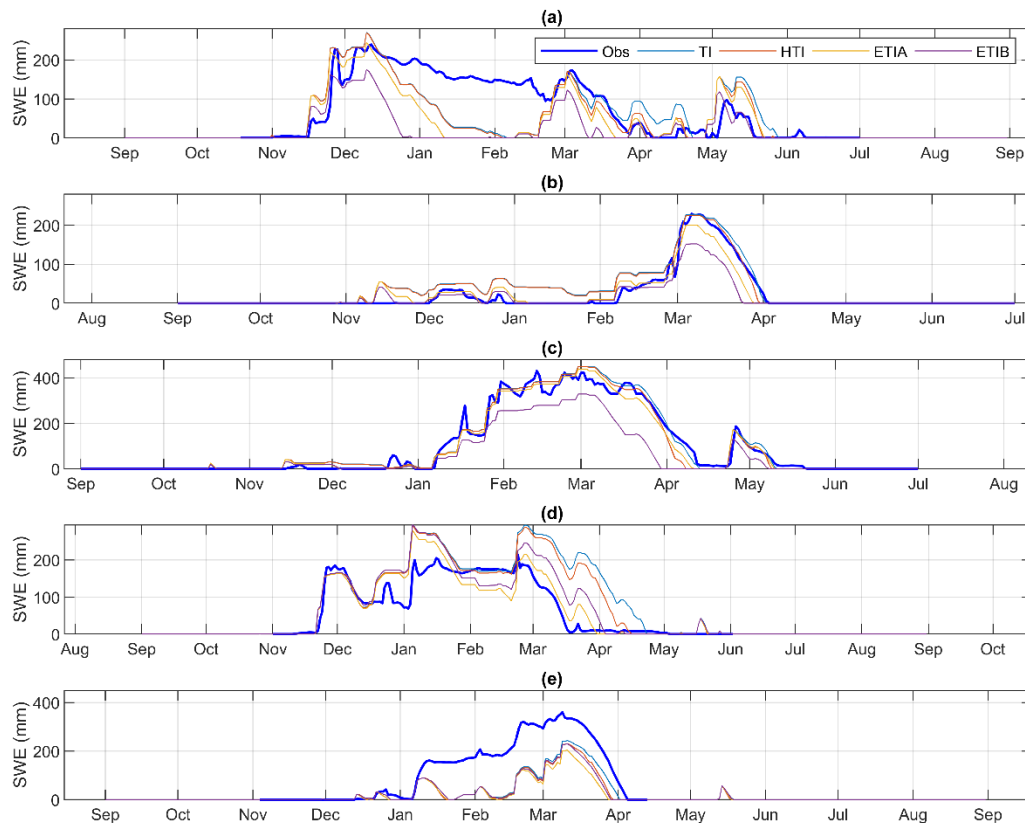 (a)
SWE (mm)
200
100
0
Obs TI HTI ETIA ETIB
Sep Oct Nov Dec Jan Feb Mar Apr May Jun Jul Aug Sep
(b)
SWE (mm)
200
100
0
Aug Sep Oct Nov Dec Jan Feb Mar Apr May Jun Jul
(c)
SWE (mm)
400
200
0
Sep Oct Nov Dec Jan Feb Mar Apr May Jun Jul Aug
(d)
SWE (mm)
200
100
0
Aug Sep Oct Nov Dec Jan Feb Mar Apr May Jun Jul Aug Sep Oct
(e)
SWE (mm)
400
200
0
Sep Oct Nov Dec Jan Feb Mar Apr May Jun Jul Aug Sep